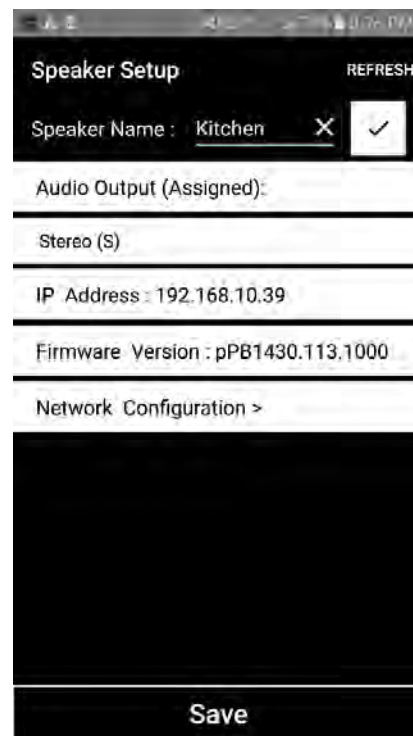 Speaker Setup REFRESH
Speaker Name : Kitchen ✕ ✓
Audio Output (Assigned):
Stereo (S)
IP Address : 192.168.10.39
Firmware Version : pPB1430.113.1000
Network Configuration >
Save